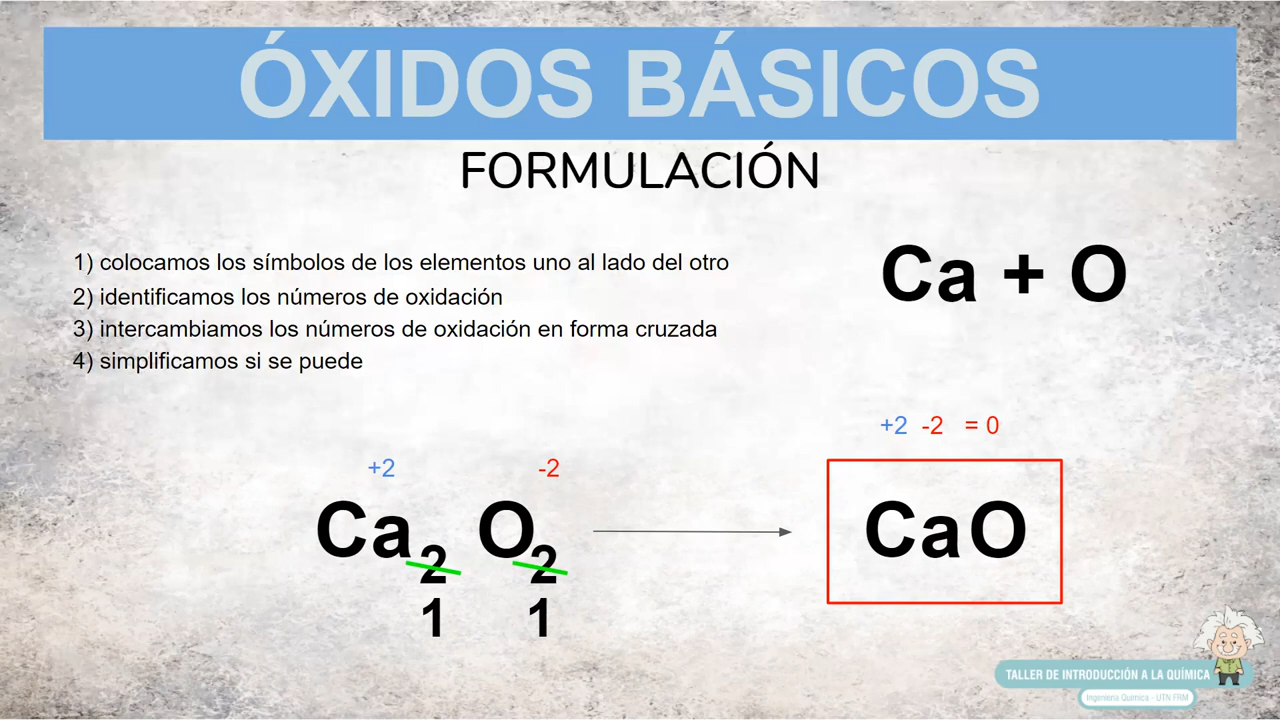 ÓXIDOS BÁSICOS
FORMULACIÓN
1) colocamos los símbolos de los elementos uno al lado del otro
2) identificamos los números de oxidación
3) intercambiamos los números de oxidación en forma cruzada
4) simplificamos si se puede
Ca + O
+2 -2 = 0
+2 -2
Ca2 O2
1 1
CaO
TALLER DE INTRODUCCIÓN A LA QUÍMICA
Ingeniería Química - UTN FRM